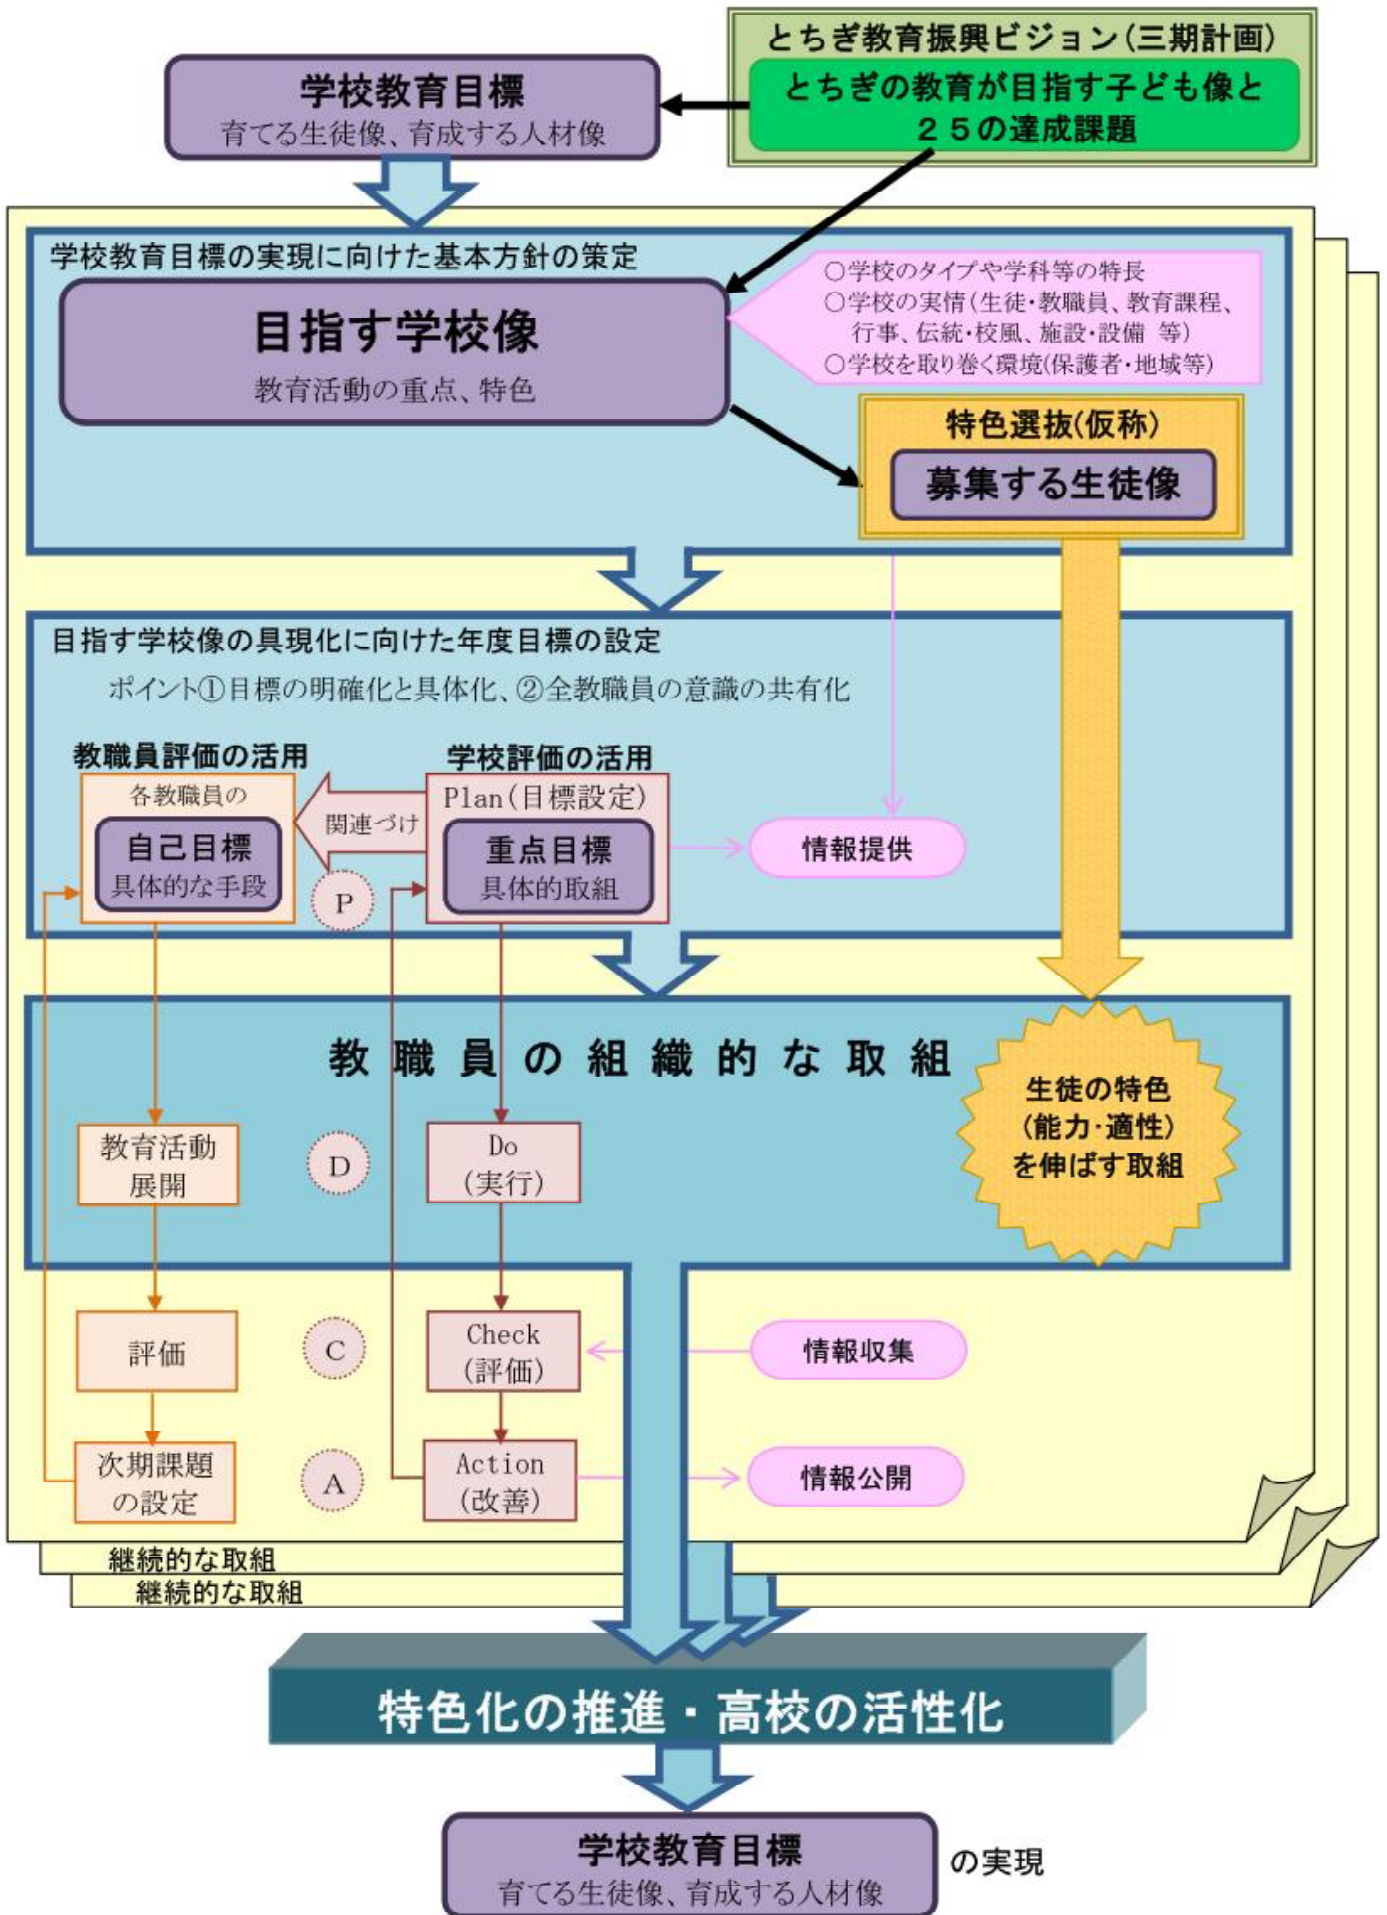 とちぎ教育振興ビジョン(三期計画)
とちぎの教育が目指す子ども像と
２５の達成課題
学校教育目標
育てる生徒像、育成する人材像
学校教育目標の実現に向けた基本方針の策定
目指す学校像
教育活動の重点、特色
○学校のタイプや学科等の特長
○学校の実情(生徒・教職員、教育課程、
行事、伝統・校風、施設・設備 等)
○学校を取り巻く環境(保護者・地域等)
特色選抜(仮称)
募集する生徒像
目指す学校像の具現化に向けた年度目標の設定
ポイント①目標の明確化と具体化、②全教職員の意識の共有化
教職員評価の活用
各教職員の
自己目標
具体的な手段
関連づけ
P
学校評価の活用
Plan(目標設定)
重点目標
具体的取組
情報提供
教職員の組織的な取組
教育活動
展開
D
Do
(実行)
生徒の特色
(能力・適性)
を伸ばす取組
評価
C
Check
(評価)
情報収集
次期課題
の設定
A
Action
(改善)
情報公開
継続的な取組
継続的な取組
特色化の推進・高校の活性化
学校教育目標
育てる生徒像、育成する人材像
の実現